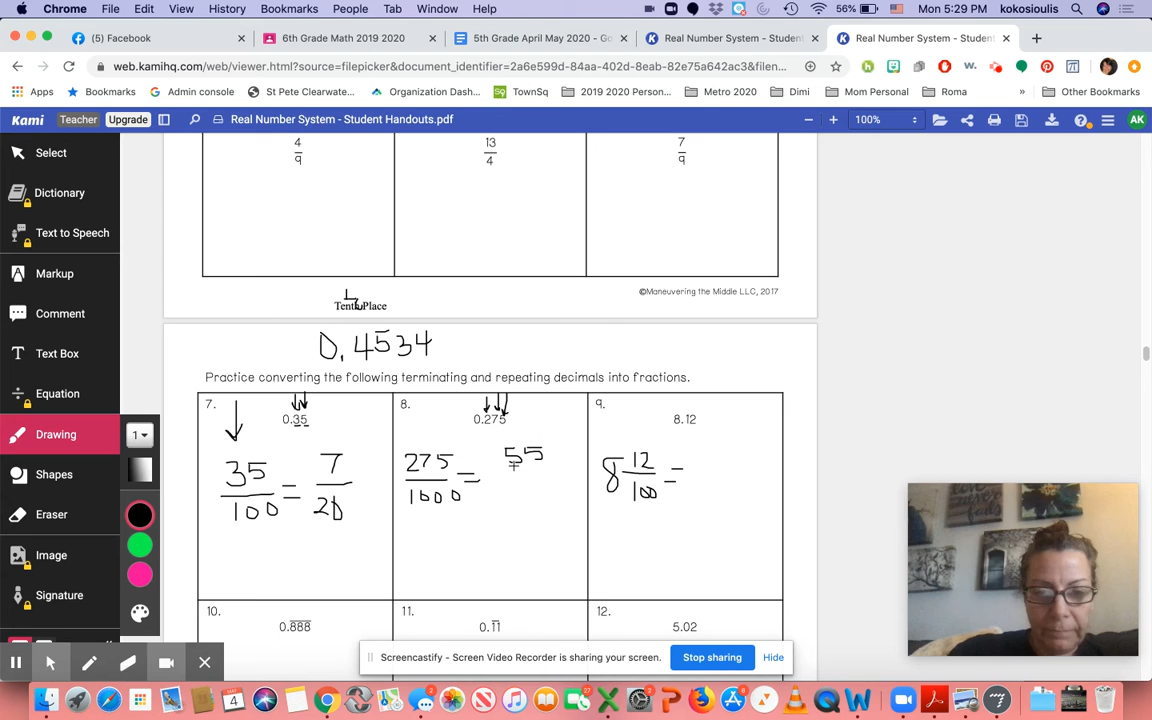 Chrome File Edit View History Bookmarks People Tab Window Help 56% Mon 5:29 PM kokosioulis
(5) Facebook 6th Grade Math 2019 2020 5th Grade April May 2020 - Go Real Number System - Student Real Number System - Student
web.kamihq.com/web/viewer.html?source=filepicker&document_identifier=2a6e599d-84aa-402d-8eab-82e75a642ac3&filen...
Apps Bookmarks Admin console St Pete Clearwate... Organization Dash... TownSq 2019 2020 Person... Metro 2020 Dimi Mom Personal Roma » Other Bookmarks
Kami Teacher Upgrade Real Number System - Student Handouts.pdf 100% AK
Select
Dictionary
Text to Speech
Markup
Comment
Text Box
Equation
Drawing 1
Shapes
Eraser
Image
Signature
4/9 13/4 7/9
©Maneuvering the Middle LLC, 2017
Tenths Place
0.4534
Practice converting the following terminating and repeating decimals into fractions.
7. 8. 9.
0.35 0.275 8.12
35/100 = 7/20 275/1000 = 55 8 12/100 =
10. 11. 12.
0.888 0.11 5.02
Screencastify - Screen Video Recorder is sharing your screen. Stop sharing Hide